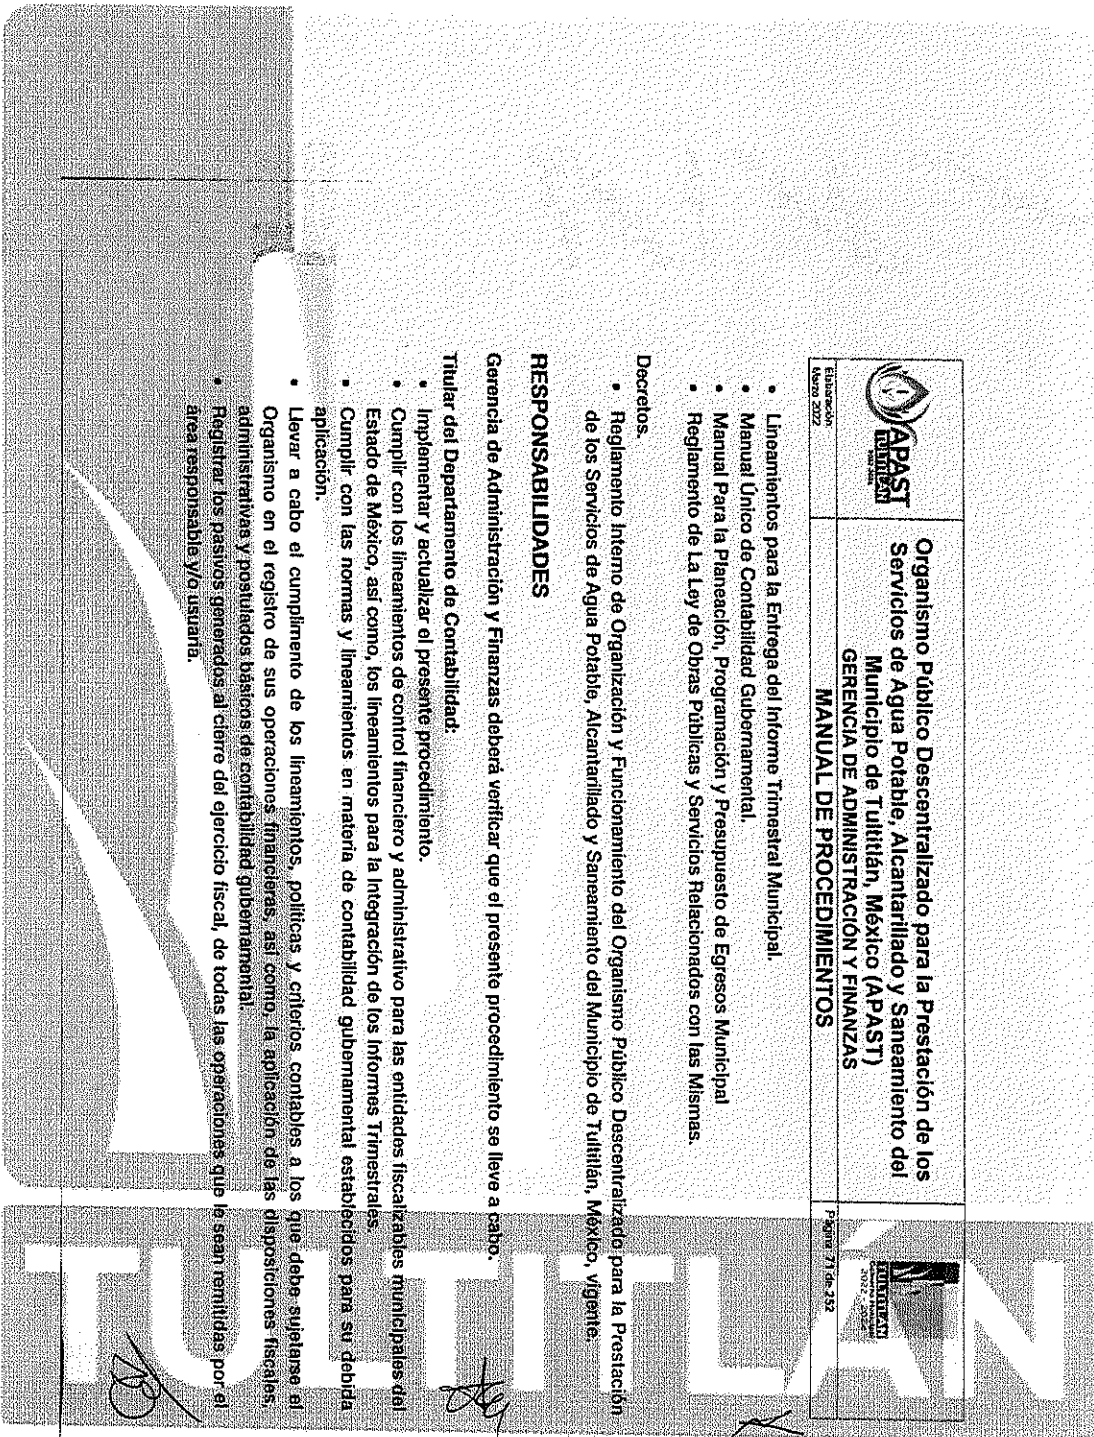 APAST
TULTITLÁN
Organismo Público Descentralizado para la Prestación de los
Servicios de Agua Potable, Alcantarillado y Saneamiento del
Municipio de Tultitlán, México (APAST)
GERENCIA DE ADMINISTRACIÓN Y FINANZAS
MANUAL DE PROCEDIMIENTOS
TULTITLÁN
2022 - 2024
Elaboración:
Marzo 2022
Página: 71 de 252
• Lineamientos para la Entrega del Informe Trimestral Municipal.
• Manual Único de Contabilidad Gubernamental.
• Manual Para la Planeación, Programación y Presupuesto de Egresos Municipal
• Reglamento de La Ley de Obras Públicas y Servicios Relacionados con las Mismas.
Decretos.
• Reglamento Interno de Organización y Funcionamiento del Organismo Público Descentralizado para la Prestación
de los Servicios de Agua Potable, Alcantarillado y Saneamiento del Municipio de Tultitlán, México, vigente.
RESPONSABILIDADES
Gerencia de Administración y Finanzas deberá verificar que el presente procedimiento se lleve a cabo.
Titular del Departamento de Contabilidad:
• Implementar y actualizar el presente procedimiento.
• Cumplir con los lineamientos de control financiero y administrativo para las entidades fiscalizables municipales del
Estado de México, así como, los lineamientos para la Integración de los Informes Trimestrales.
• Cumplir con las normas y lineamientos en materia de contabilidad gubernamental establecidos para su debida
aplicación.
• Llevar a cabo el cumplimento de los lineamientos, políticas y criterios contables a los que debe sujetarse el
Organismo en el registro de sus operaciones financieras, así como, la aplicación de las disposiciones fiscales,
administrativas y postulados básicos de contabilidad gubernamental.
• Registrar los pasivos generados al cierre del ejercicio fiscal, de todas las operaciones que le sean remitidas por el
área responsable y/o usuaria.
TULTITLÁN